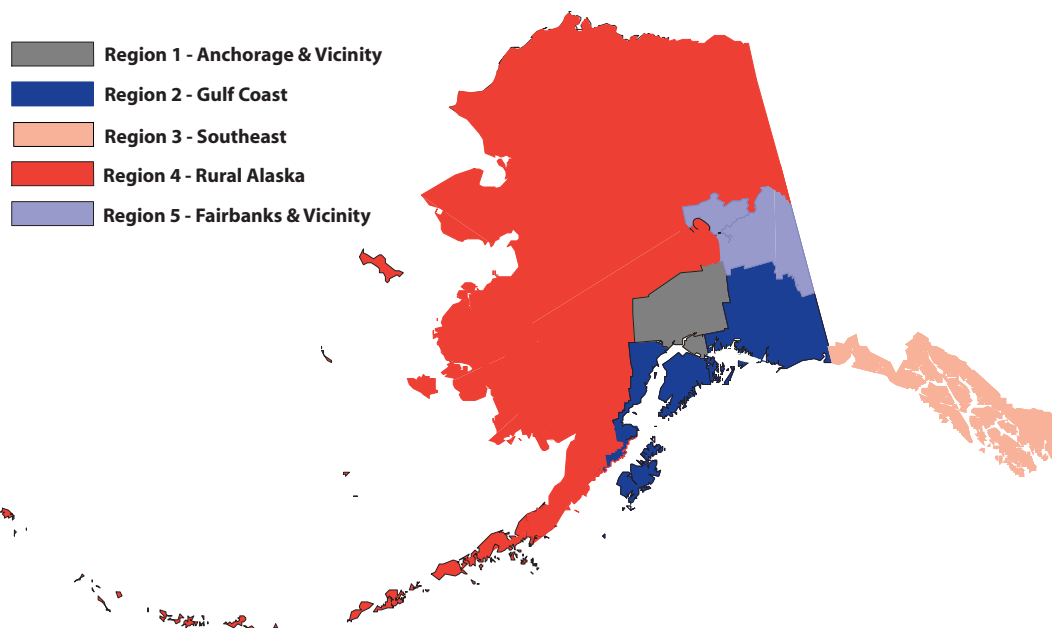 Region 1 - Anchorage & Vicinity
Region 2 - Gulf Coast
Region 3 - Southeast
Region 4 - Rural Alaska
Region 5 - Fairbanks & Vicinity